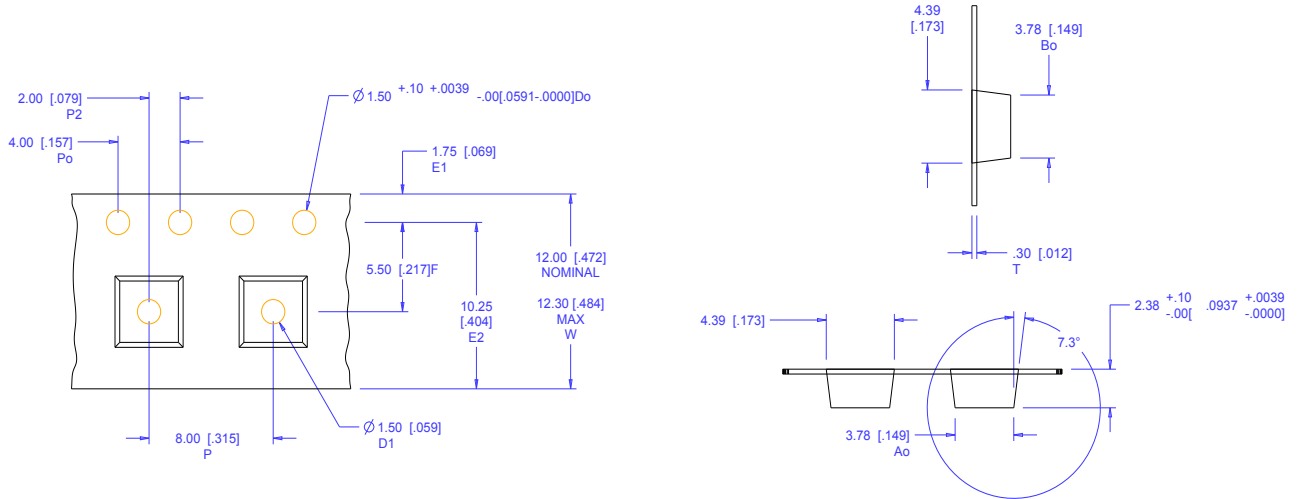 2.00 [.079]
P2
4.00 [.157]
Po
Ø 1.50 +.10 +.0039 -.00[.0591-.0000]Do
1.75 [.069]
E1
5.50 [.217]F
12.00 [.472]
NOMINAL
12.30 [.484]
MAX
W
10.25
[.404]
E2
8.00 [.315]
P
Ø 1.50 [.059]
D1
4.39
[.173]
3.78 [.149]
Bo
.30 [.012]
T
4.39 [.173]
2.38 +.10 -.00[ .0937 +.0039 -.0000]
7.3°
3.78 [.149]
Ao